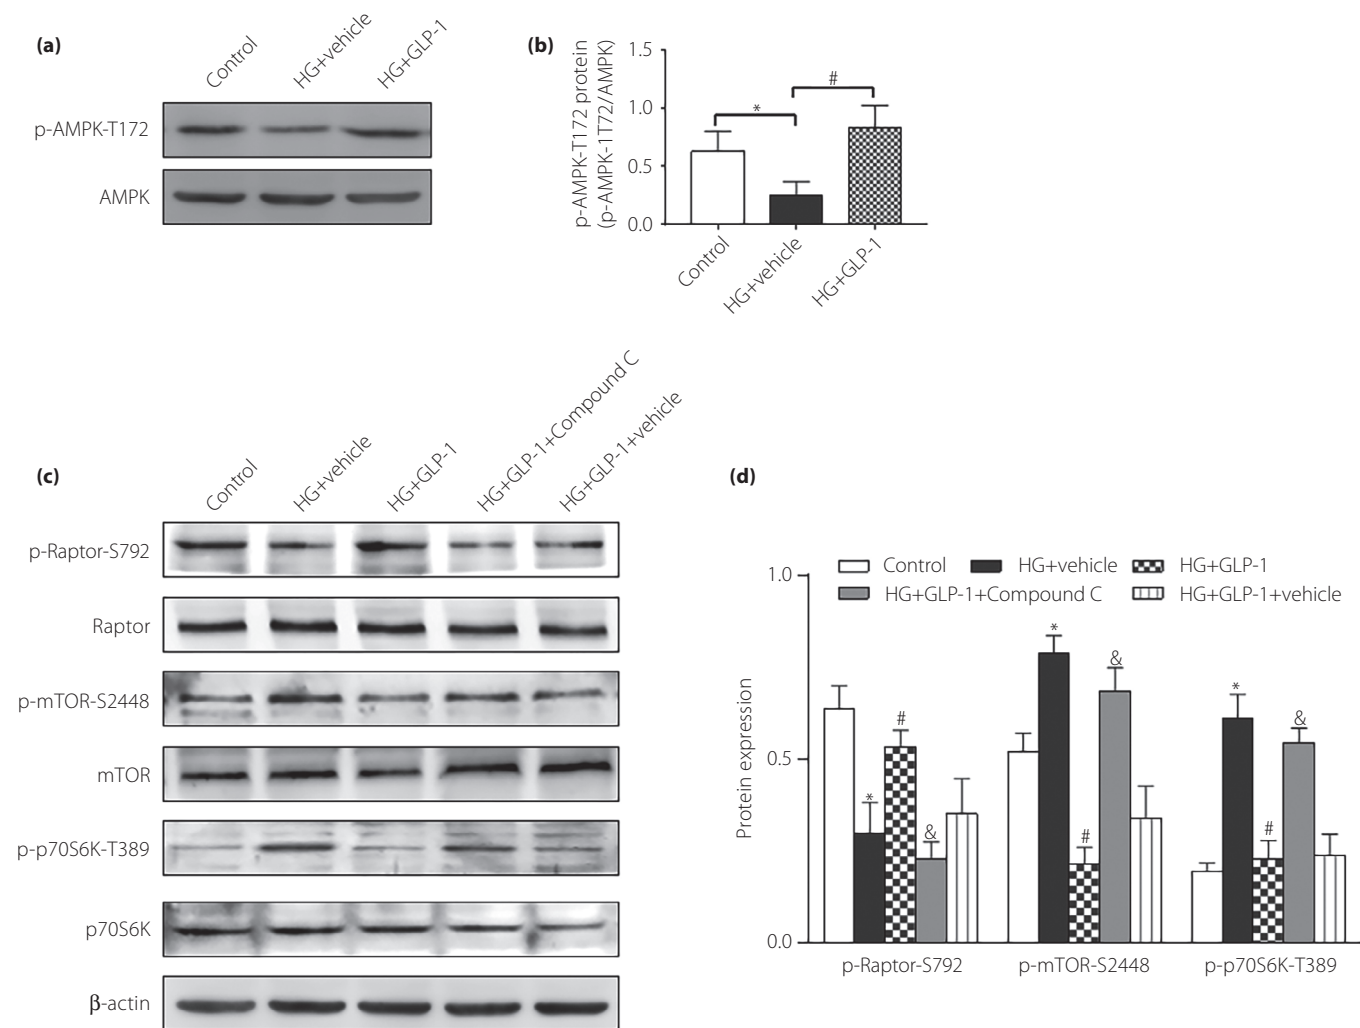 (a)
Control
HG+vehicle
HG+GLP-1
p-AMPK-T172
AMPK
(b)
p-AMPK-T172 protein
(p-AMPK-1T72/AMPK)
1.5
1.0
0.5
0.0
*
#
Control
HG+vehicle
HG+GLP-1
(c)
Control
HG+vehicle
HG+GLP-1
HG+GLP-1+Compound C
HG+GLP-1+vehicle
p-Raptor-S792
Raptor
p-mTOR-S2448
mTOR
p-p70S6K-T389
p70S6K
β-actin
(d)
Control
HG+vehicle
HG+GLP-1
HG+GLP-1+Compound C
HG+GLP-1+vehicle
Protein expression
1.0
0.5
0.0
*
#
&
*
#
&
*
#
&
p-Raptor-S792
p-mTOR-S2448
p-p70S6K-T389